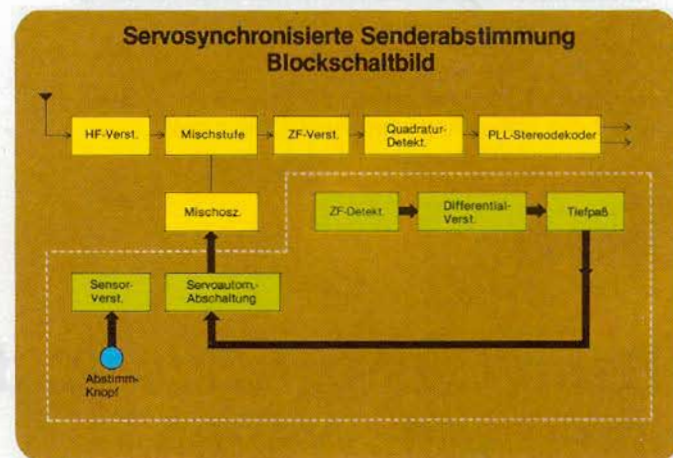 Servosynchronisierte Senderabstimmung
Blockschaltbild
HF-Verst.
Mischstufe
ZF-Verst.
Quadratur-
Detekt.
PLL-Stereodekoder
Mischosz.
ZF-Detekt.
Differential-
Verst.
Tiefpaß
Sensor-
Verst.
Servoautom.-
Abschaltung
Abstimm-
Knopf